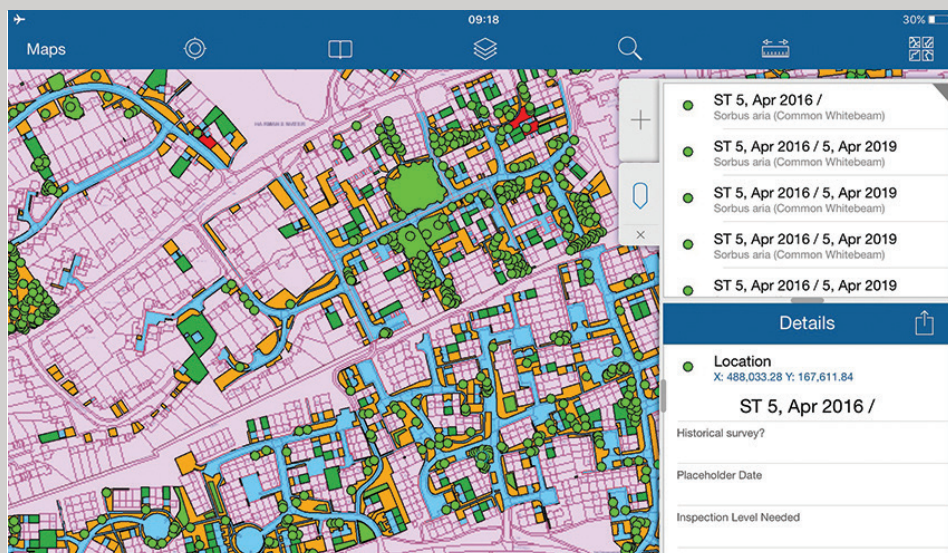 09:18
30%
Maps
ST 5, Apr 2016 /
Sorbus aria (Common Whitebeam)
ST 5, Apr 2016 / 5, Apr 2019
Sorbus aria (Common Whitebeam)
ST 5, Apr 2016 / 5, Apr 2019
Sorbus aria (Common Whitebeam)
ST 5, Apr 2016 / 5, Apr 2019
Sorbus aria (Common Whitebeam)
ST 5, Apr 2016 / 5, Apr 2019
Details
Location
X: 488,033.28 Y: 167,611.84
ST 5, Apr 2016 /
Historical survey?
Placeholder Date
Inspection Level Needed